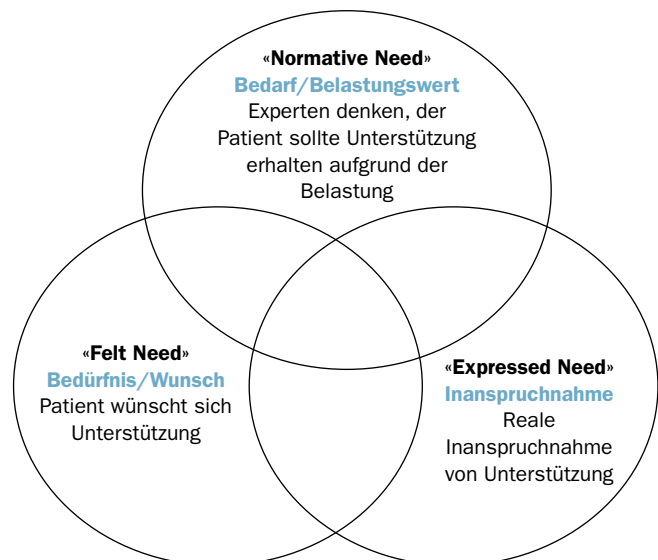 «Normative Need»
Bedarf/Belastungswert
Experten denken, der
Patient sollte Unterstützung
erhalten aufgrund der
Belastung
«Felt Need»
Bedürfnis/Wunsch
Patient wünscht sich
Unterstützung
«Expressed Need»
Inanspruchnahme
Reale
Inanspruchnahme
von Unterstützung